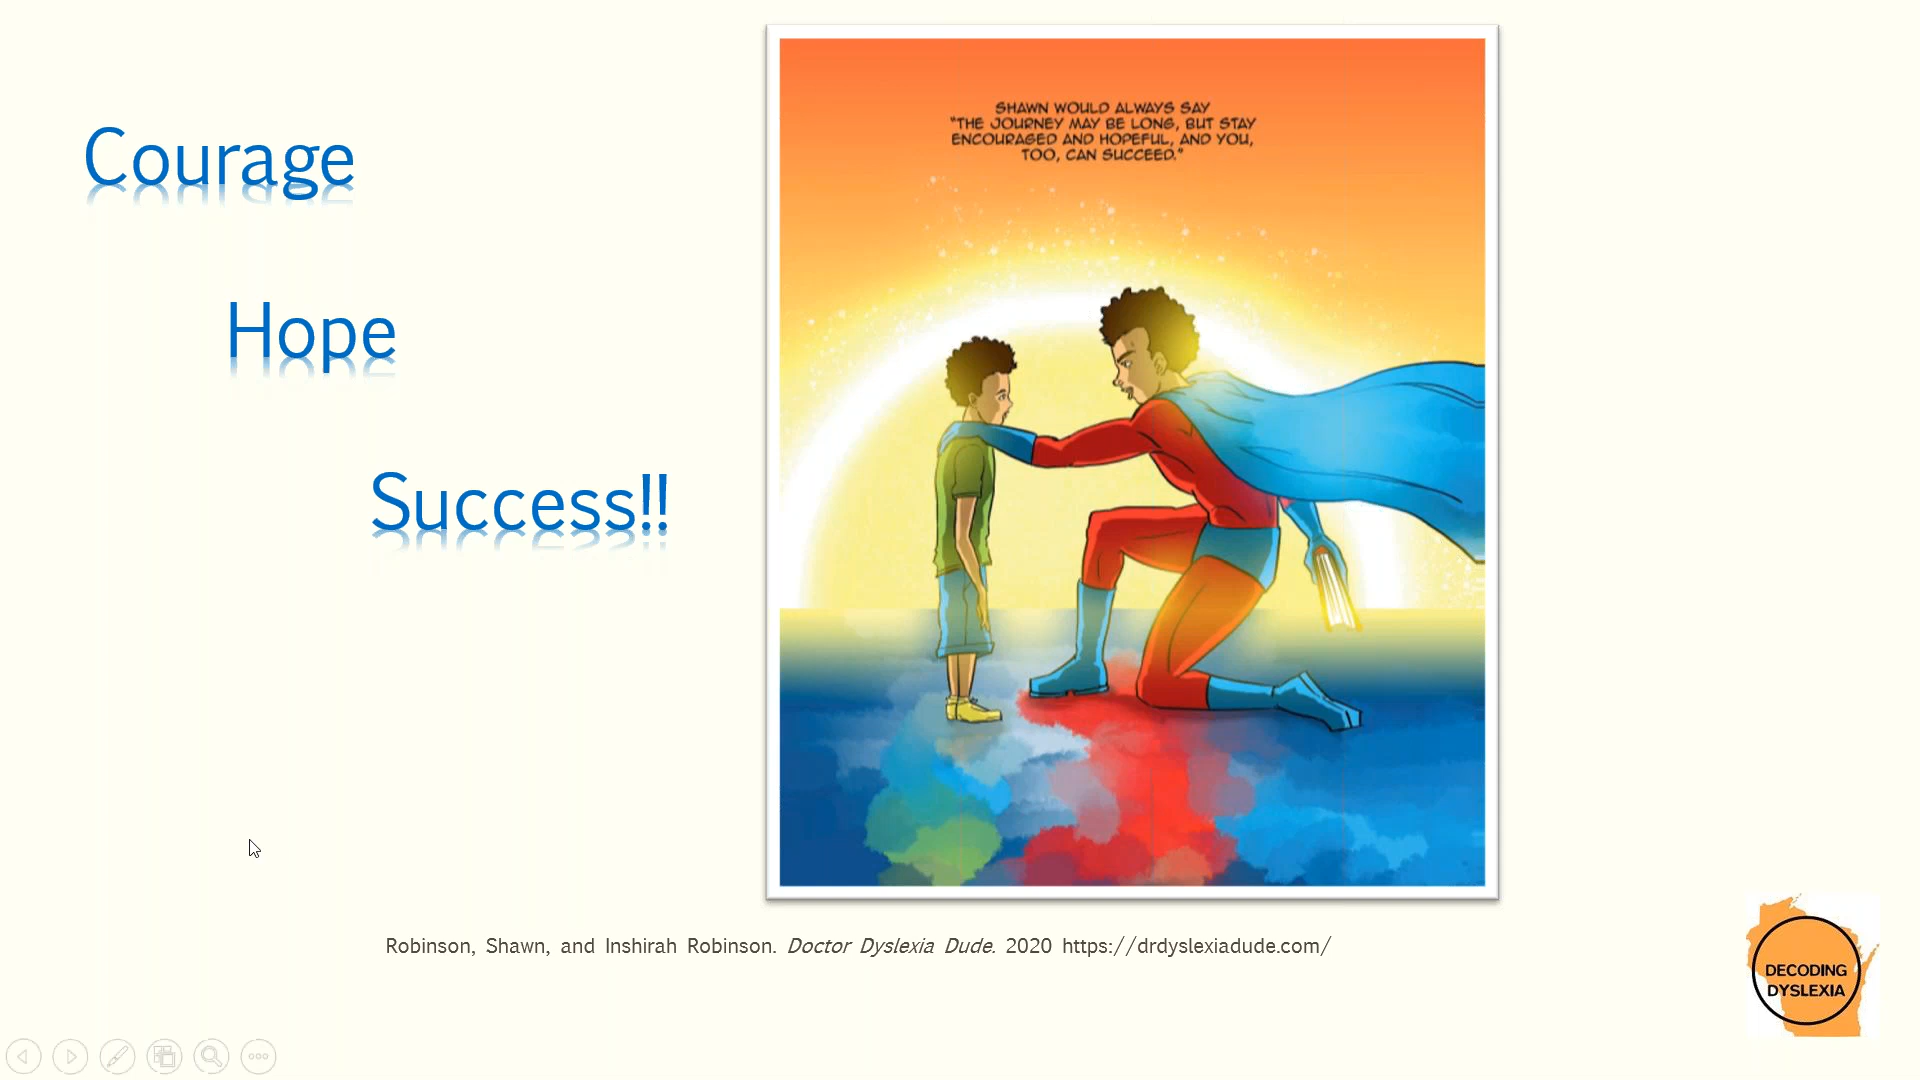 Courage
Hope
Success!!
SHAWN WOULD ALWAYS SAY
"THE JOURNEY MAY BE LONG, BUT STAY
ENCOURAGED AND HOPEFUL, AND YOU,
TOO, CAN SUCCEED."
Robinson, Shawn, and Inshirah Robinson. Doctor Dyslexia Dude. 2020 https://drdyslexiadude.com/
DECODING
DYSLEXIA